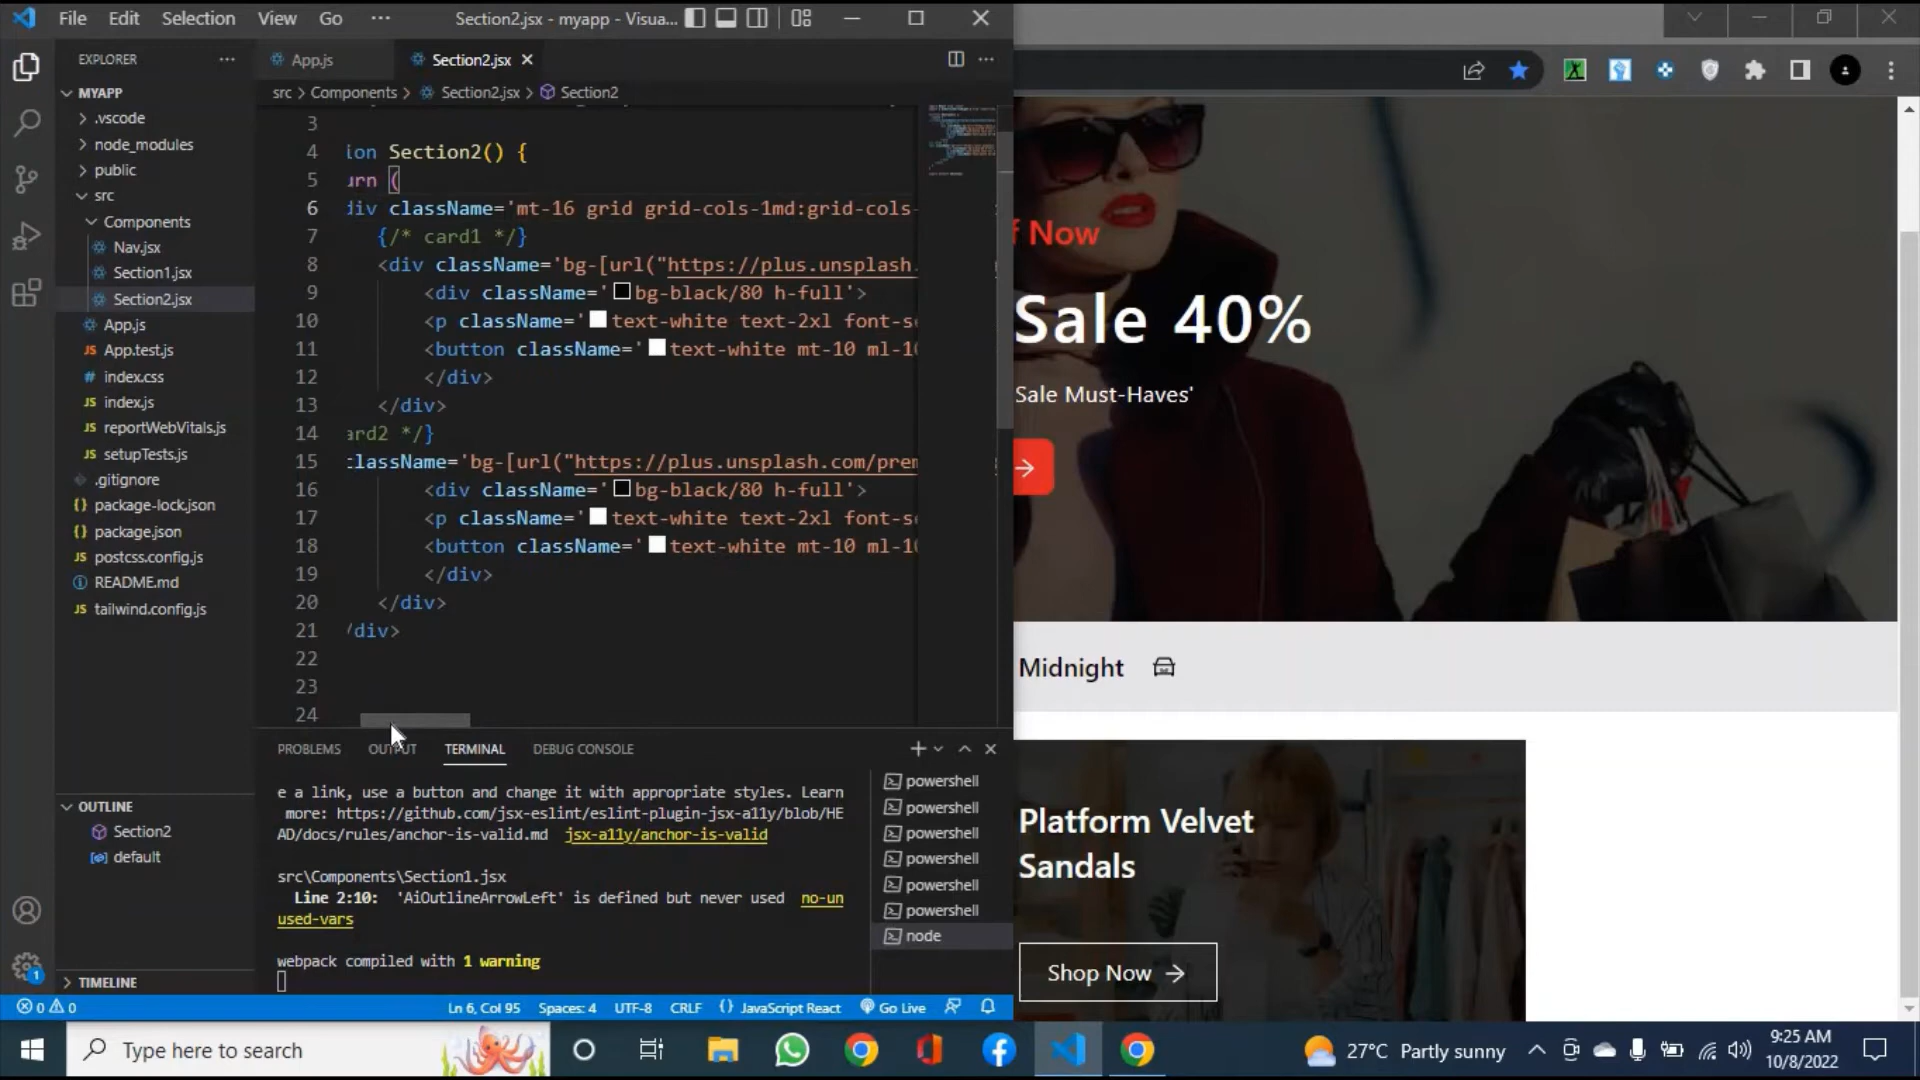 File Edit Selection View Go ··· Section2.jsx - myapp - Visua...
EXPLORER
MYAPP
.vscode
node_modules
public
src
Components
Nav.jsx
Section1.jsx
Section2.jsx
App.js
JS App.test.js
# index.css
JS index.js
JS reportWebVitals.js
JS setupTests.js
.gitignore
{} package-lock.json
{} package.json
JS postcss.config.js
README.md
JS tailwind.config.js
OUTLINE
Section2
default
TIMELINE
App.js
Section2.jsx
src > Components > Section2.jsx > Section2
3
4 ion Section2() {
5 urn (
6 div className='mt-16 grid grid-cols-1md:grid-cols-
7 {/* card1 */}
8 <div className='bg-[url("https://plus.unsplash.
9 <div className='bg-black/80 h-full'>
10 <p className='text-white text-2xl font-se
11 <button className='text-white mt-10 ml-10
12 </div>
13 </div>
14 ard2 */}
15 className='bg-[url("https://plus.unsplash.com/prem
16 <div className='bg-black/80 h-full'>
17 <p className='text-white text-2xl font-se
18 <button className='text-white mt-10 ml-10
19 </div>
20 </div>
21 /div>
22
23
24
PROBLEMS OUTPUT TERMINAL DEBUG CONSOLE
e a link, use a button and change it with appropriate styles. Learn
more: https://github.com/jsx-eslint/eslint-plugin-jsx-a11y/blob/HE
AD/docs/rules/anchor-is-valid.md jsx-a11y/anchor-is-valid
src\Components\Section1.jsx
Line 2:10: 'AiOutlineArrowLeft' is defined but never used no-un
used-vars
webpack compiled with 1 warning
powershell
powershell
powershell
powershell
powershell
powershell
node
0 0 Ln 6, Col 95 Spaces: 4 UTF-8 CRLF {} JavaScript React Go Live
f Now
Sale 40%
Sale Must-Haves'
Midnight
Platform Velvet
Sandals
Shop Now
Type here to search
27°C Partly sunny
9:25 AM
10/8/2022